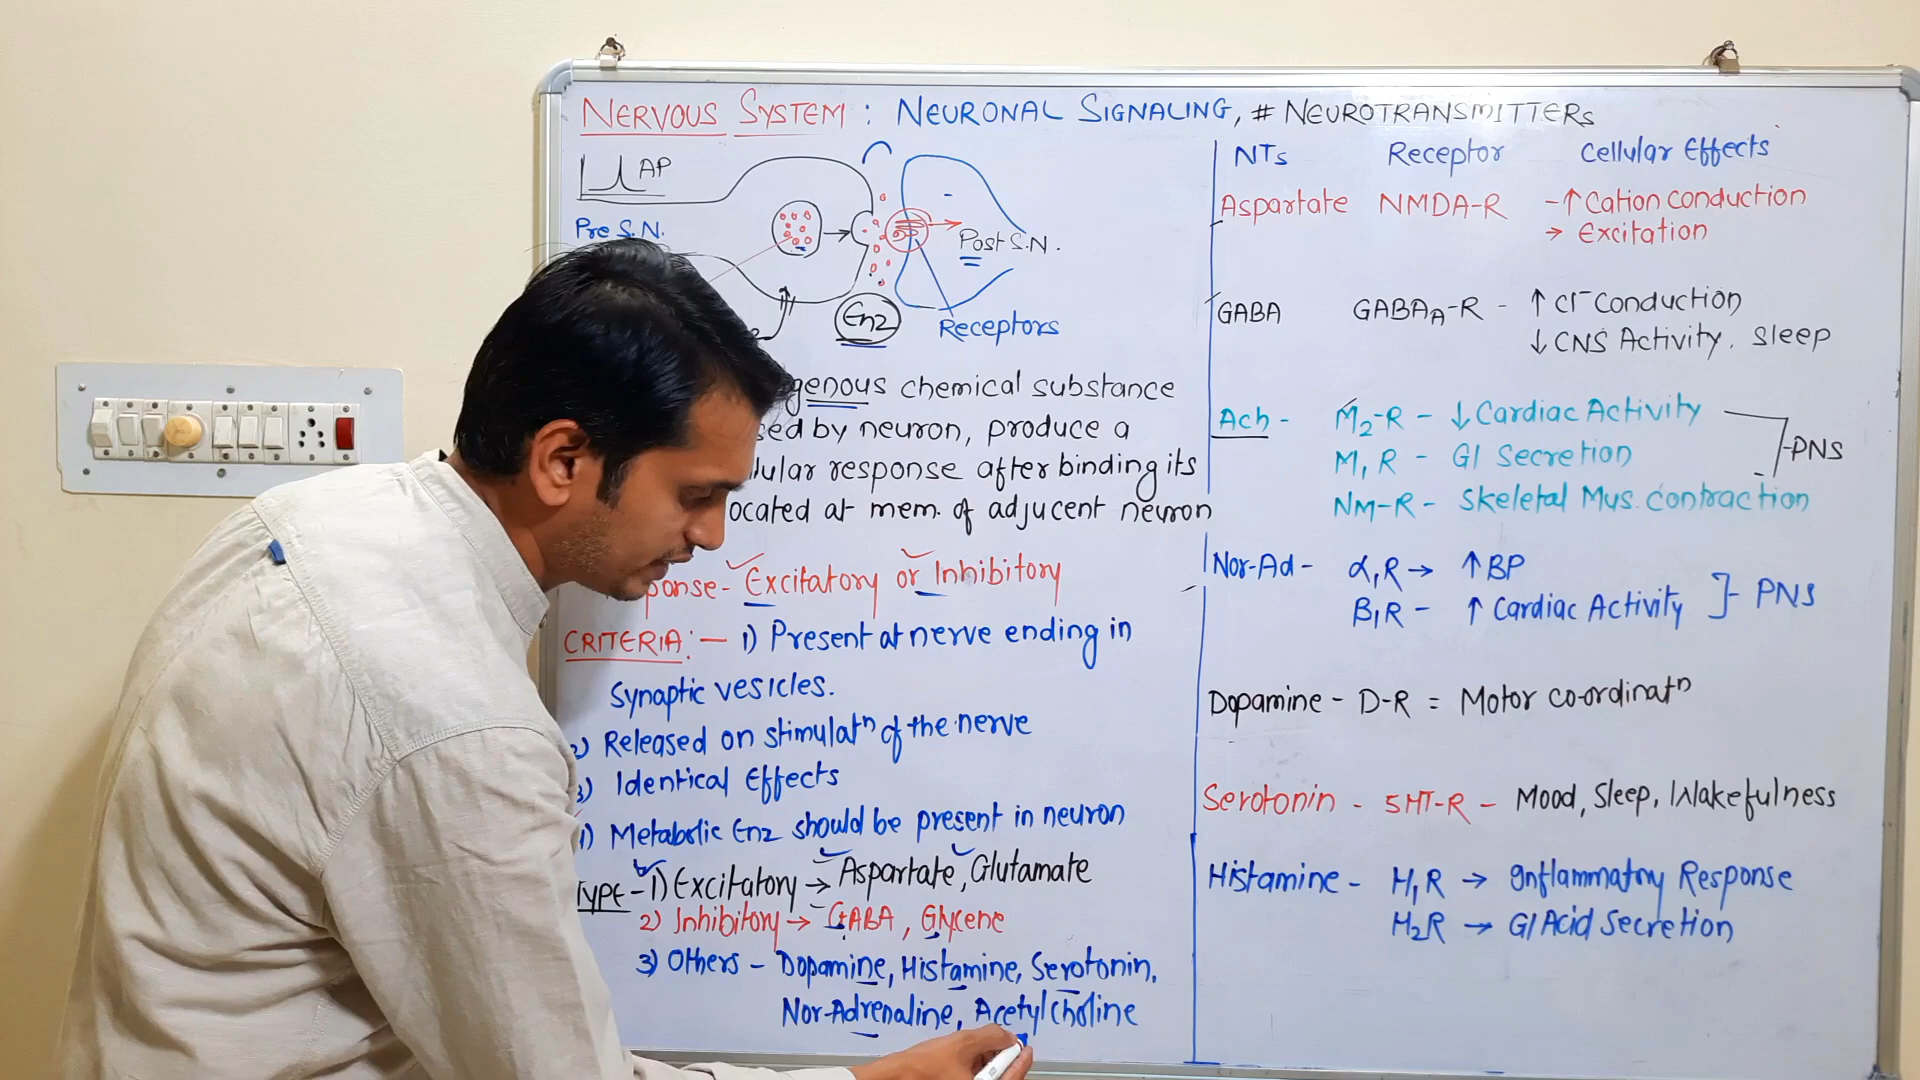 NERVOUS SYSTEM : NEURONAL SIGNALING, # NEUROTRANSMITTERS
AP
Pre S.N.
Post S.N.
Enz
Receptors
genous chemical substance
sed by neuron, produce a
lular response after binding its
ocated at mem. of adjucent neuron
ponse- Excitatory or Inhibitory
CRITERIA:- 1) Present at nerve ending in
Synaptic vesicles.
2) Released on stimulatⁿ of the nerve
3) Identical Effects
Metabolic Enz should be present in neuron
Type-1) Excitatory → Aspartate, Glutamate
2) Inhibitory → GABA, Glycene
3) Others - Dopamine, Histamine, Serotonin,
Nor-Adrenaline, Acetylcholine
NTs Receptor Cellular Effects
Aspartate NMDA-R -↑ Cation conduction
→ Excitation
GABA GABA_A-R - ↑ Cl⁻ Conduction
↓ CNS Activity. Sleep
Ach - M₂-R - ↓ Cardiac Activity
M₁R - GI Secretion
PNS
NM-R - Skeletal Mus. contraction
Nor-Ad - α₁R → ↑BP
B₁R - ↑ Cardiac Activity } PNS
Dopamine - D-R = Motor co-ordinatⁿ
Serotonin - 5HT-R - Mood, Sleep, Wakefulness
Histamine - H₁R → Inflammatory Response
H₂R → GI Acid Secretion